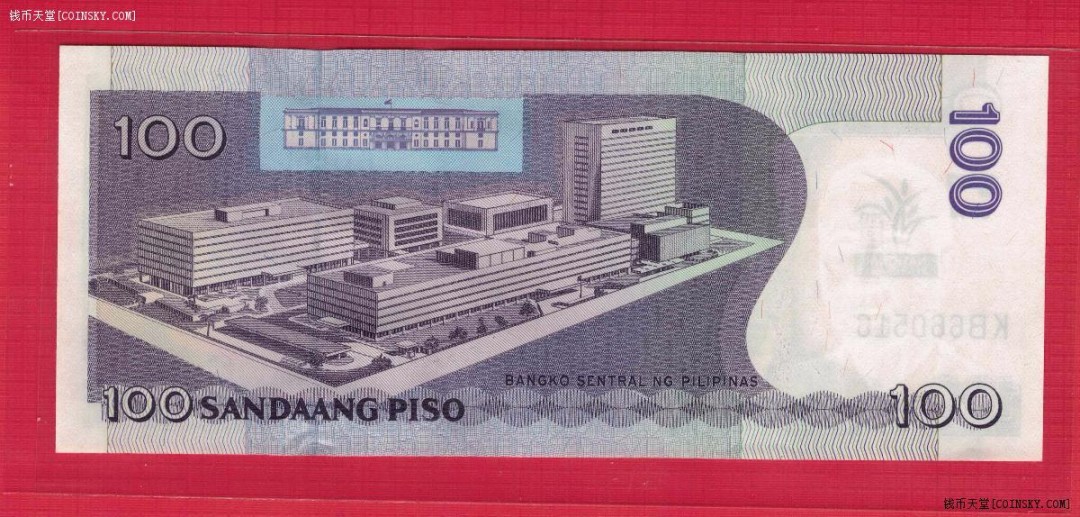 钱币天堂[COINSKY.COM]
100
100
BANGKO SENTRAL NG PILIPINAS
100 SANDAANG PISO
100
钱币天堂[COINSKY.COM]